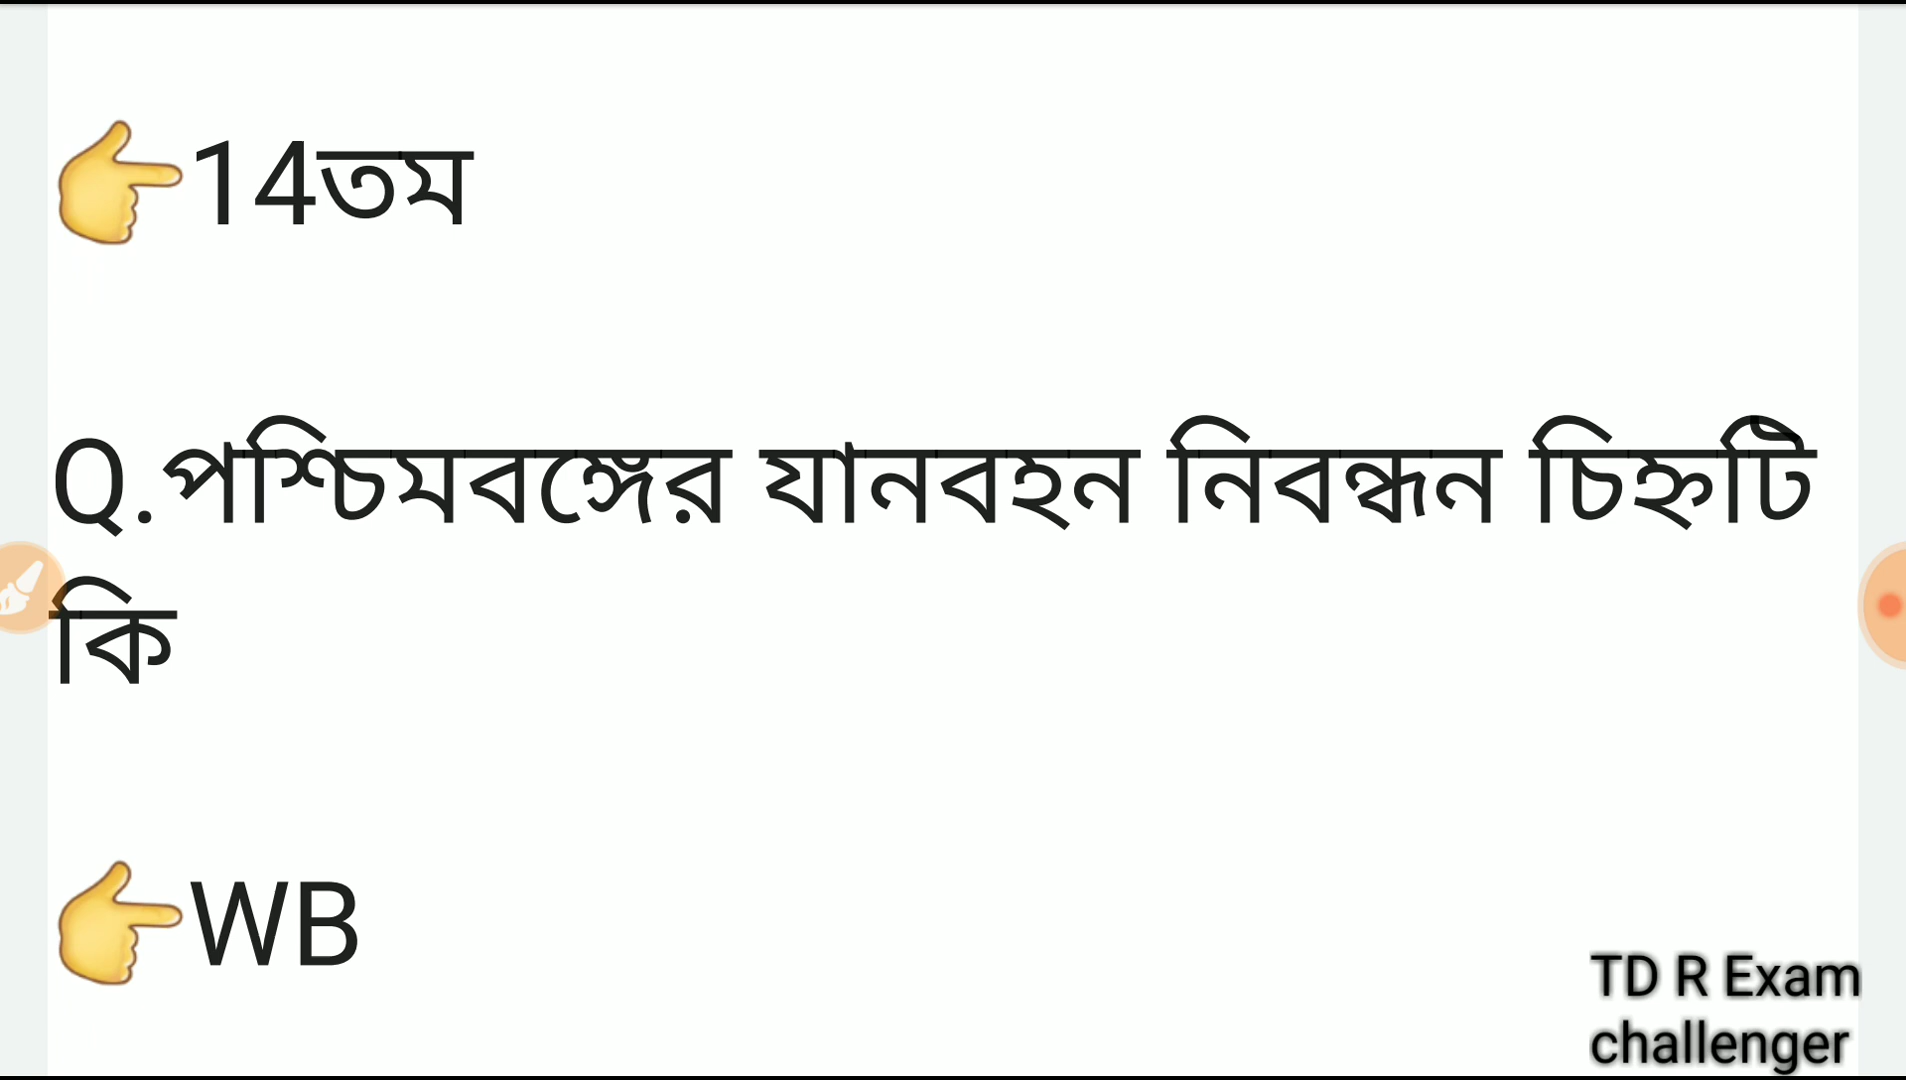 👉14তম
Q.পশ্চিমবঙ্গের যানবহন নিবন্ধন চিহ্নটি
কি
👉WB
TD R Exam
challenger